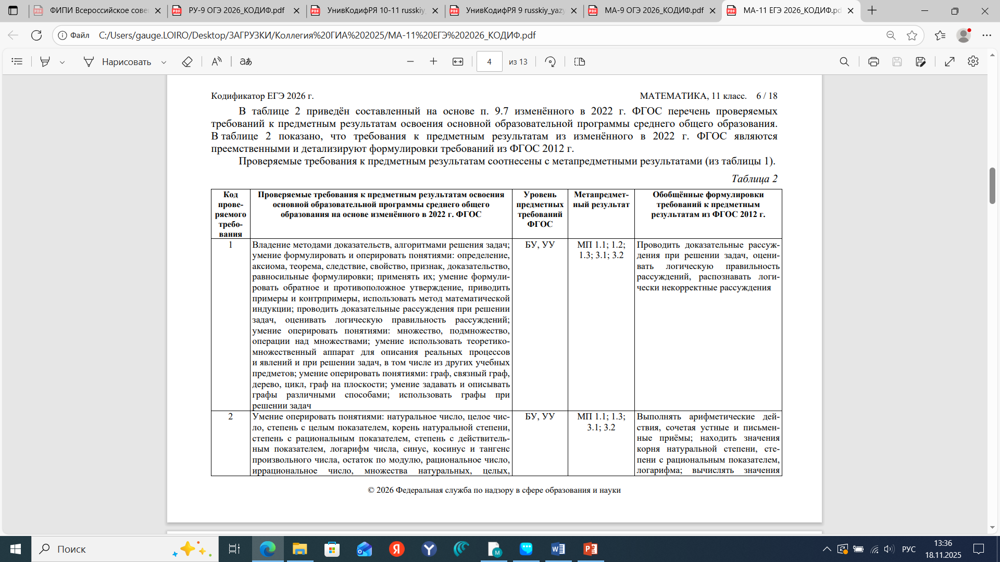 ФИПИ Всероссийское сове
РУ-9 ОГЭ 2026_КОДИФ.pdf
УнивКодифРЯ 10-11 russkiy_
УнивКодифРЯ 9 russkiy_yazy
МА-9 ОГЭ 2026_КОДИФ.pdf
МА-11 ЕГЭ 2026_КОДИФ.pd
Файл
C:/Users/gauge.LOIRO/Desktop/ЗАГРУЗКИ/Коллегия%20ГИА%202025/МА-11%20ЕГЭ%202026_КОДИФ.pdf
Нарисовать
4 из 13
Кодификатор ЕГЭ 2026 г.
МАТЕМАТИКА, 11 класс. 6 / 18
В таблице 2 приведён составленный на основе п. 9.7 изменённого в 2022 г. ФГОС перечень проверяемых
требований к предметным результатам освоения основной образовательной программы среднего общего образования.
В таблице 2 показано, что требования к предметным результатам из изменённого в 2022 г. ФГОС являются
преемственными и детализируют формулировки требований из ФГОС 2012 г.
Проверяемые требования к предметным результатам соотнесены с метапредметными результатами (из таблицы 1).
Таблица 2
Код
прове-
ряемого
требо-
вания
Проверяемые требования к предметным результатам освоения
основной образовательной программы среднего общего
образования на основе изменённого в 2022 г. ФГОС
Уровень
предметных
требований
ФГОС
Метапредмет-
ный результат
Обобщённые формулировки
требований к предметным
результатам из ФГОС 2012 г.
1
Владение методами доказательств, алгоритмами решения задач;
умение формулировать и оперировать понятиями: определение,
аксиома, теорема, следствие, свойство, признак, доказательство,
равносильные формулировки; применять их; умение формули-
ровать обратное и противоположное утверждение, приводить
примеры и контрпримеры, использовать метод математической
индукции; проводить доказательные рассуждения при решении
задач, оценивать логическую правильность рассуждений;
умение оперировать понятиями: множество, подмножество,
операции над множествами; умение использовать теоретико-
множественный аппарат для описания реальных процессов
и явлений и при решении задач, в том числе из других учебных
предметов; умение оперировать понятиями: граф, связный граф,
дерево, цикл, граф на плоскости; умение задавать и описывать
графы различными способами; использовать графы при
решении задач
БУ, УУ
МП 1.1; 1.2;
1.3; 3.1; 3.2
Проводить доказательные рассуж-
дения при решении задач, оцени-
вать логическую правильность
рассуждений, распознавать логи-
чески некорректные рассуждения
2
Умение оперировать понятиями: натуральное число, целое чис-
ло, степень с целым показателем, корень натуральной степени,
степень с рациональным показателем, степень с действитель-
ным показателем, логарифм числа, синус, косинус и тангенс
произвольного числа, остаток по модулю, рациональное число,
иррациональное число, множества натуральных, целых,
БУ, УУ
МП 1.1; 1.3;
3.1; 3.2
Выполнять арифметические дей-
ствия, сочетая устные и письмен-
ные приёмы; находить значения
корня натуральной степени, сте-
пени с рациональным показателем,
логарифма; вычислять значения
© 2026 Федеральная служба по надзору в сфере образования и науки
Поиск
РУС
13:36
18.11.2025